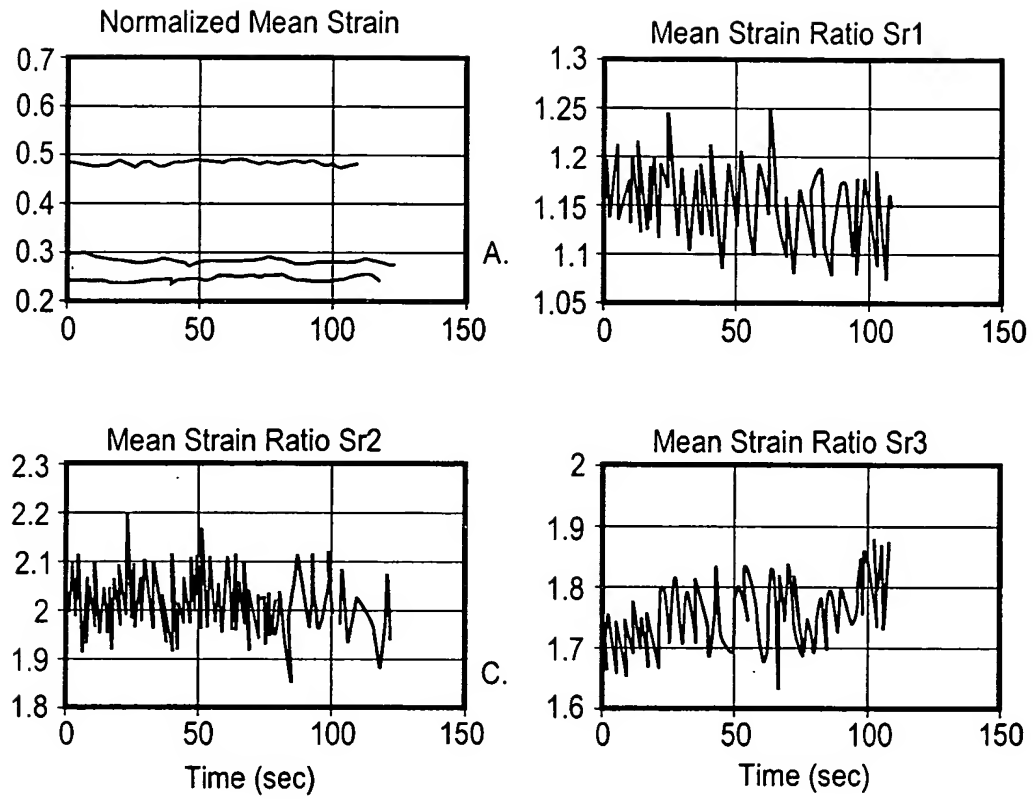 Normalized Mean Strain
0.7
0.6
0.5
0.4
0.3
0.2
0 50 100 150
A.
Mean Strain Ratio Sr1
1.3
1.25
1.2
1.15
1.1
1.05
0 50 100 150
Mean Strain Ratio Sr2
2.3
2.2
2.1
2
1.9
1.8
0 50 100 150
Time (sec)
C.
Mean Strain Ratio Sr3
2
1.9
1.8
1.7
1.6
0 50 100 150
Time (sec)